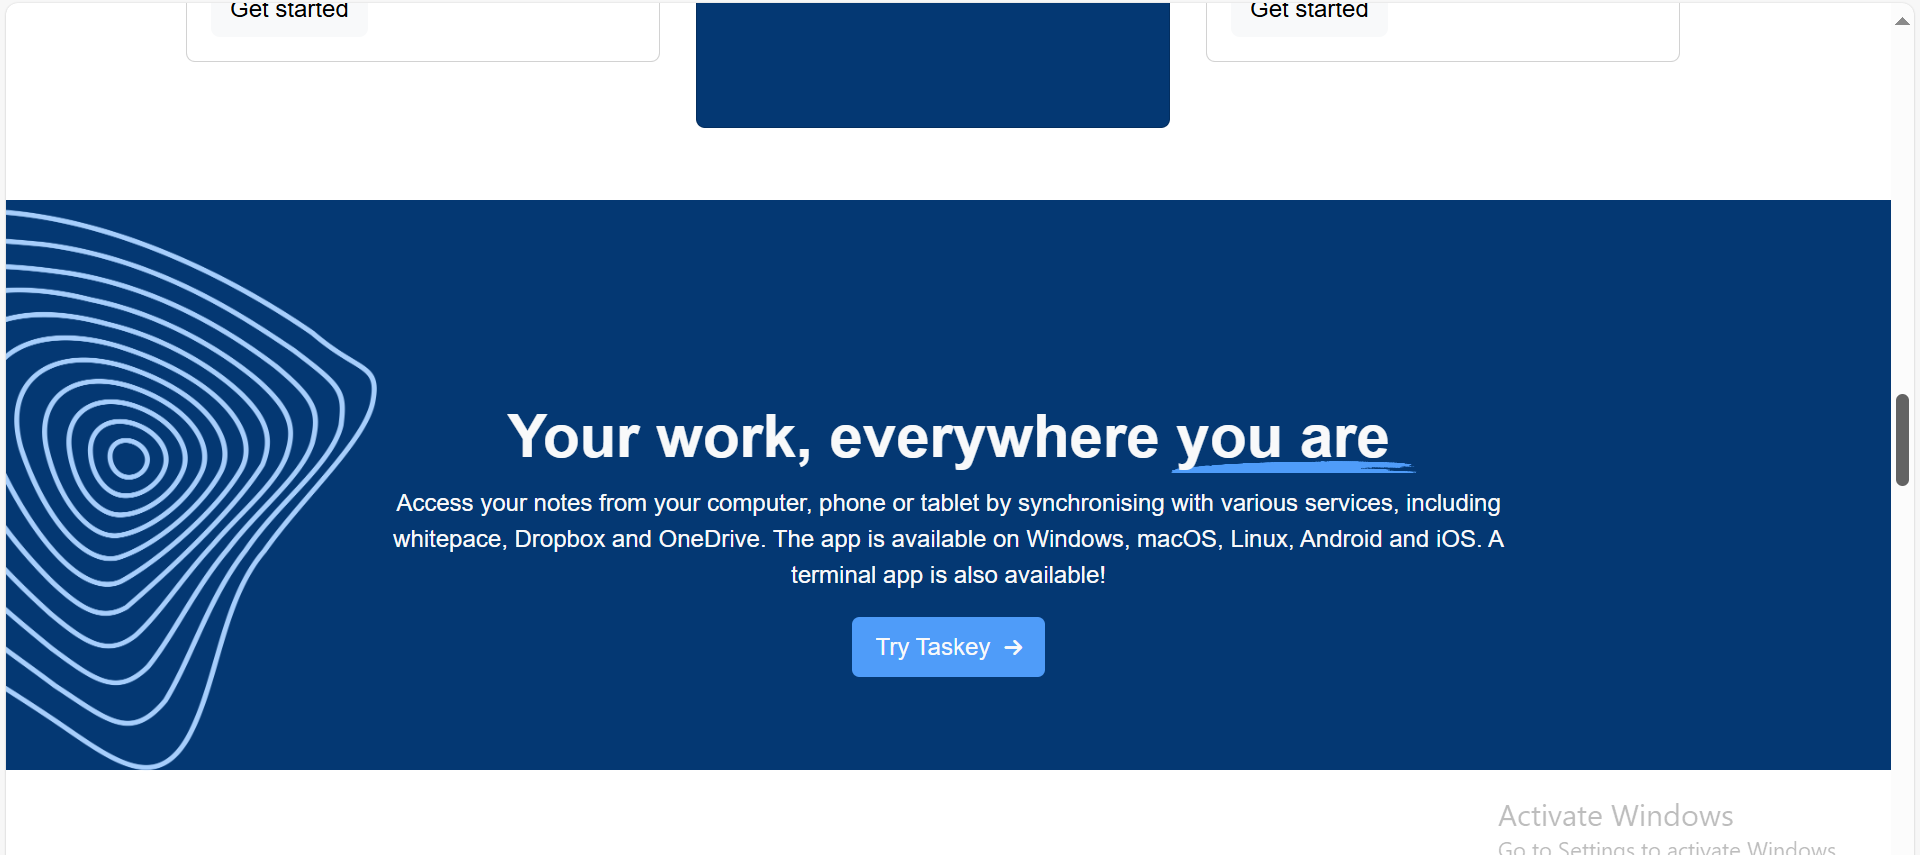 Get started
Get started
Your work, everywhere you are
Access your notes from your computer, phone or tablet by synchronising with various services, including
whitepace, Dropbox and OneDrive. The app is available on Windows, macOS, Linux, Android and iOS. A
terminal app is also available!
Try Taskey
Activate Windows
Go to Settings to activate Windows.